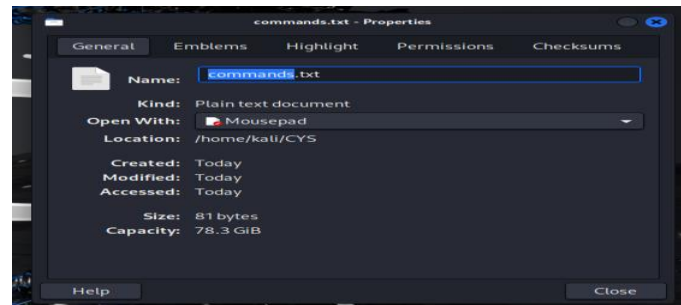 commands.txt - Properties
General Emblems Highlight Permissions Checksums
Name: commands.txt
Kind: Plain text document
Open With: Mousepad
Location: /home/kali/CYS
Created: Today
Modified: Today
Accessed: Today
Size: 81 bytes
Capacity: 78.3 GiB
Help Close